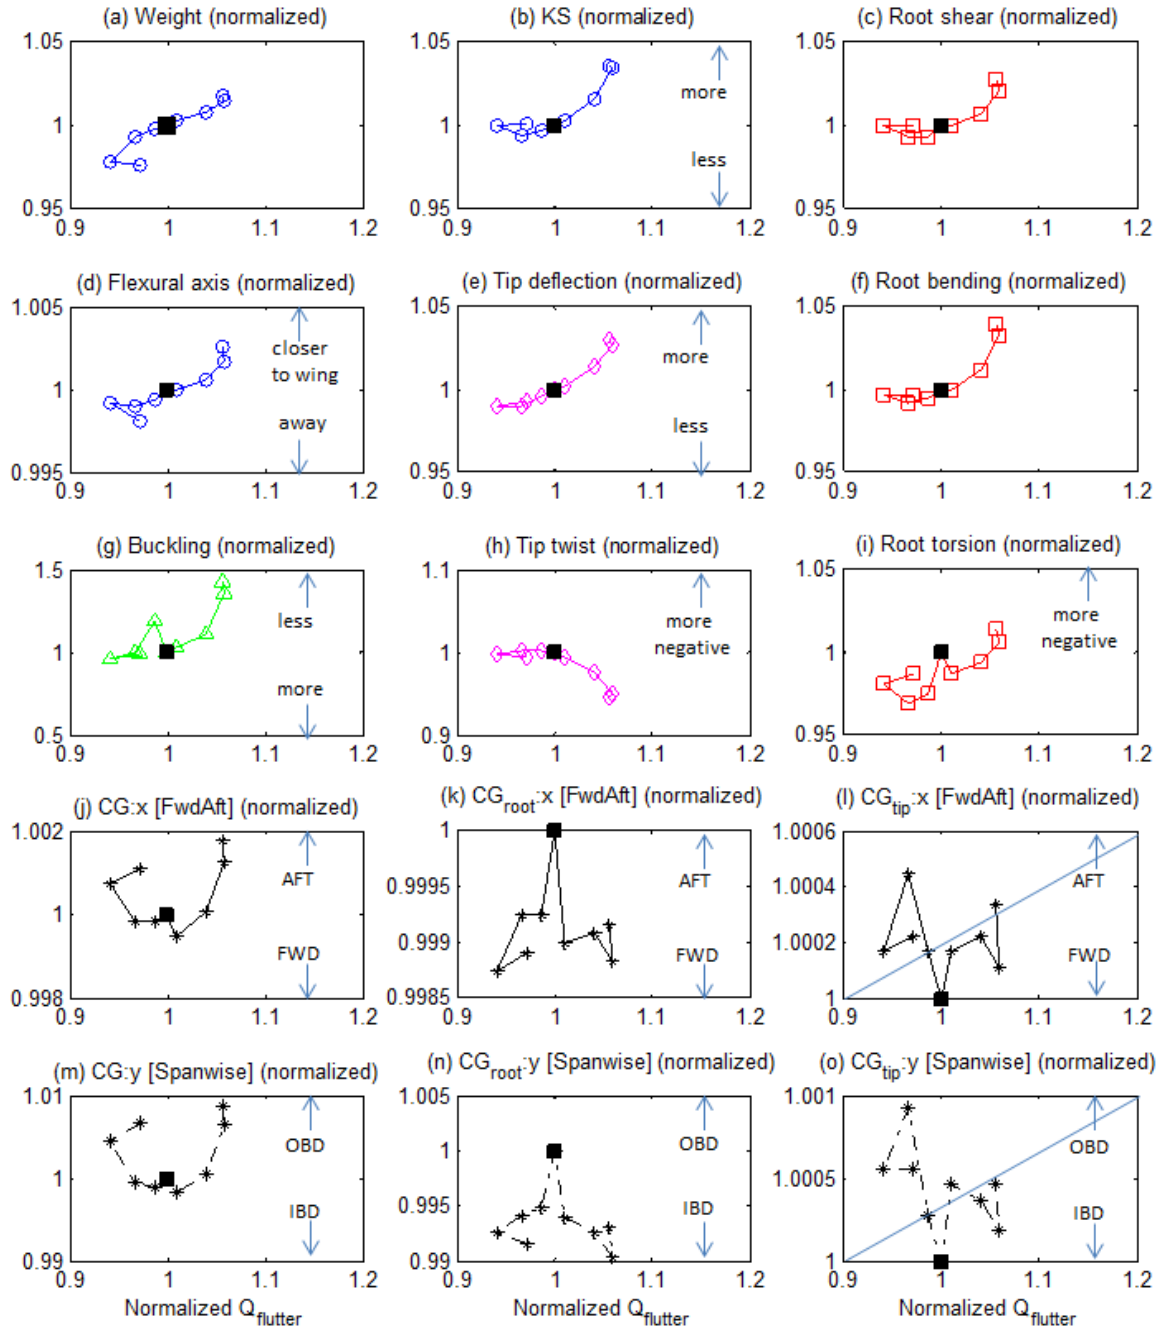 (a) Weight (normalized)
(b) KS (normalized)
(c) Root shear (normalized)
1.05
1
0.95
0.9 1 1.1 1.2
1.05
1
0.95
more
less
0.9 1 1.1 1.2
1.05
1
0.95
0.9 1 1.1 1.2
(d) Flexural axis (normalized)
(e) Tip deflection (normalized)
(f) Root bending (normalized)
1.005
1
0.995
closer
to wing
away
0.9 1 1.1 1.2
1.05
1
0.95
more
less
0.9 1 1.1 1.2
1.05
1
0.95
0.9 1 1.1 1.2
(g) Buckling (normalized)
(h) Tip twist (normalized)
(i) Root torsion (normalized)
1.5
1
0.5
less
more
0.9 1 1.1 1.2
1.1
1
0.9
more
negative
0.9 1 1.1 1.2
1.05
1
0.95
more
negative
0.9 1 1.1 1.2
(j) CG:x [FwdAft] (normalized)
(k) CG_root:x [FwdAft] (normalized)
(l) CG_tip:x [FwdAft] (normalized)
1.002
1
0.998
AFT
FWD
0.9 1 1.1 1.2
1
0.9995
0.999
0.9985
AFT
FWD
0.9 1 1.1 1.2
1.0006
1.0004
1.0002
1
AFT
FWD
0.9 1 1.1 1.2
(m) CG:y [Spanwise] (normalized)
(n) CG_root:y [Spanwise] (normalized)
(o) CG_tip:y [Spanwise] (normalized)
1.01
1
0.99
OBD
IBD
0.9 1 1.1 1.2
Normalized Q_flutter
1.005
1
0.995
0.99
OBD
IBD
0.9 1 1.1 1.2
1.001
1.0005
1
OBD
IBD
0.9 1 1.1 1.2
Normalized Q_flutter